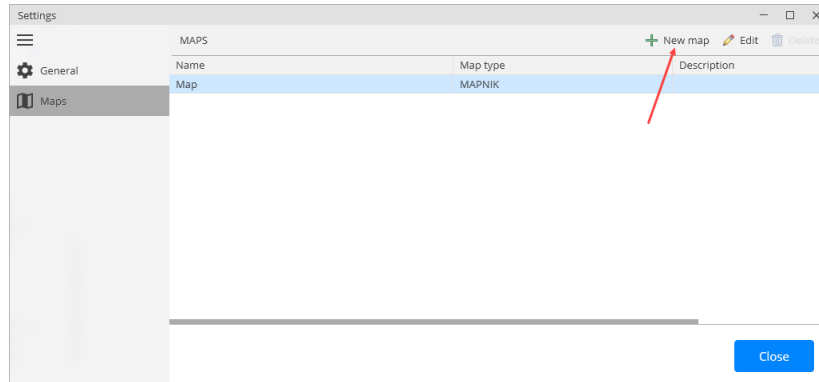 Settings
MAPS
New map
Edit
Delete
General
Maps
Name Map type Description
Map MAPNIK
Close